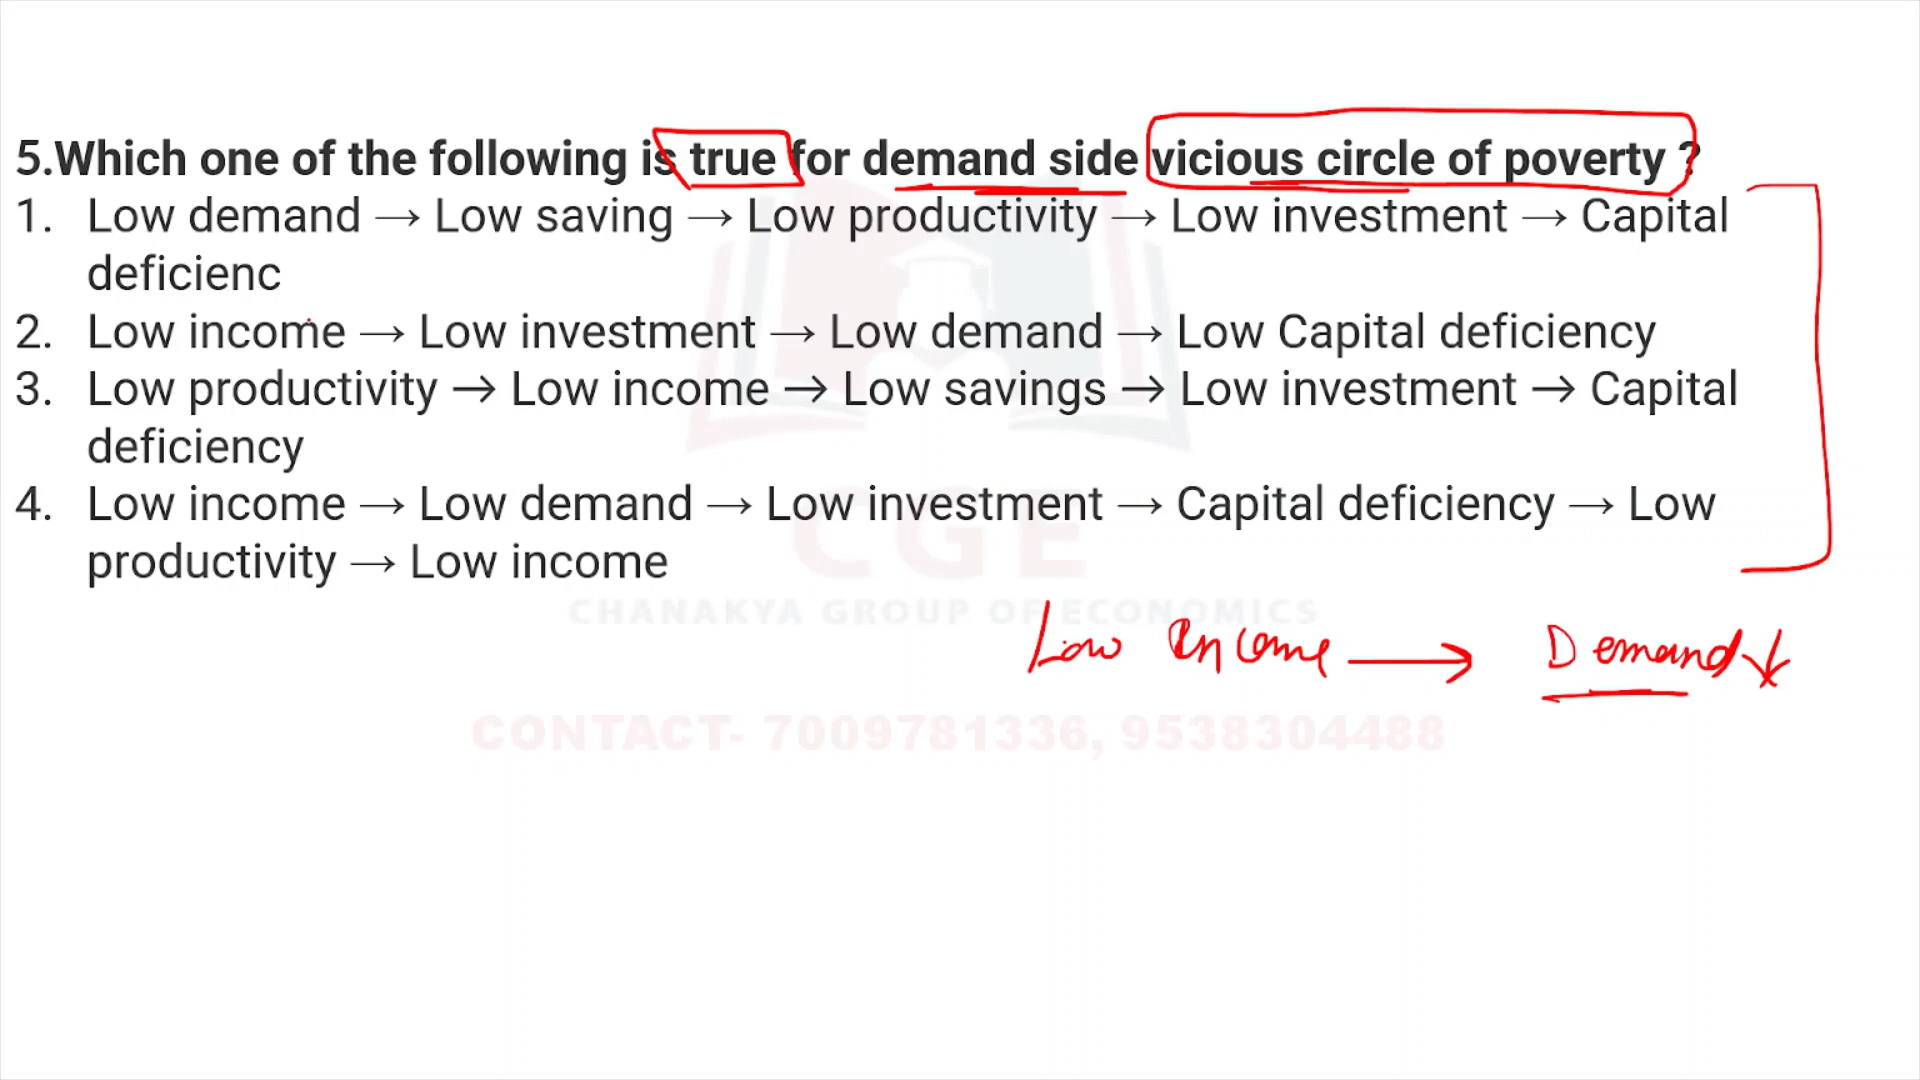 5.Which one of the following is true for demand side vicious circle of poverty ?
1. Low demand → Low saving → Low productivity → Low investment → Capital
deficienc
2. Low income → Low investment → Low demand → Low Capital deficiency
3. Low productivity → Low income → Low savings → Low investment → Capital
deficiency
4. Low income → Low demand → Low investment → Capital deficiency → Low
productivity → Low income
CGE
CHANAKYA GROUP OF ECONOMICS
Low Income → Demand ↓
CONTACT- 7009781336, 9538304488